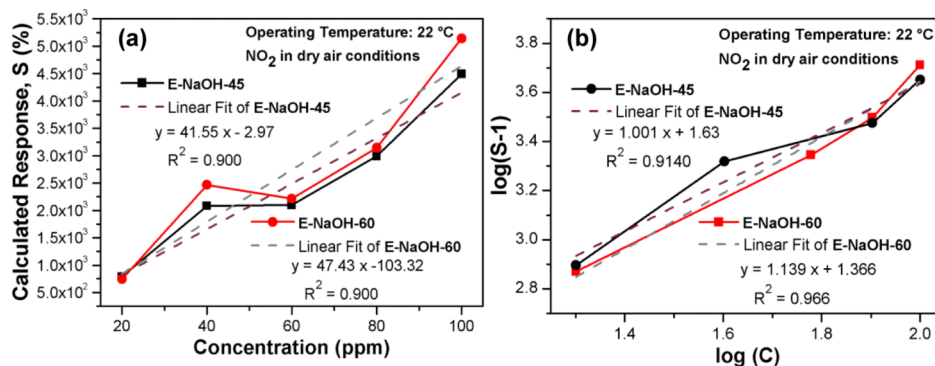 (a)
Operating Temperature: 22 °C
NO2 in dry air conditions
E-NaOH-45
Linear Fit of E-NaOH-45
y = 41.55 x - 2.97
R2 = 0.900
E-NaOH-60
Linear Fit of E-NaOH-60
y = 47.43 x -103.32
R2 = 0.900
Calculated Response, S (%)
5.5x103
5.0x103
4.5x103
4.0x103
3.5x103
3.0x103
2.5x103
2.0x103
1.5x103
1.0x103
5.0x102
20 40 60 80 100
Concentration (ppm)
(b)
Operating Temperature: 22 °C
NO2 in dry air conditions
E-NaOH-45
Linear Fit of E-NaOH-45
y = 1.001 x + 1.63
R2 = 0.9140
E-NaOH-60
Linear Fit of E-NaOH-60
y = 1.139 x + 1.366
R2 = 0.966
log(S-1)
3.8
3.6
3.4
3.2
3.0
2.8
1.4 1.6 1.8 2.0
log (C)